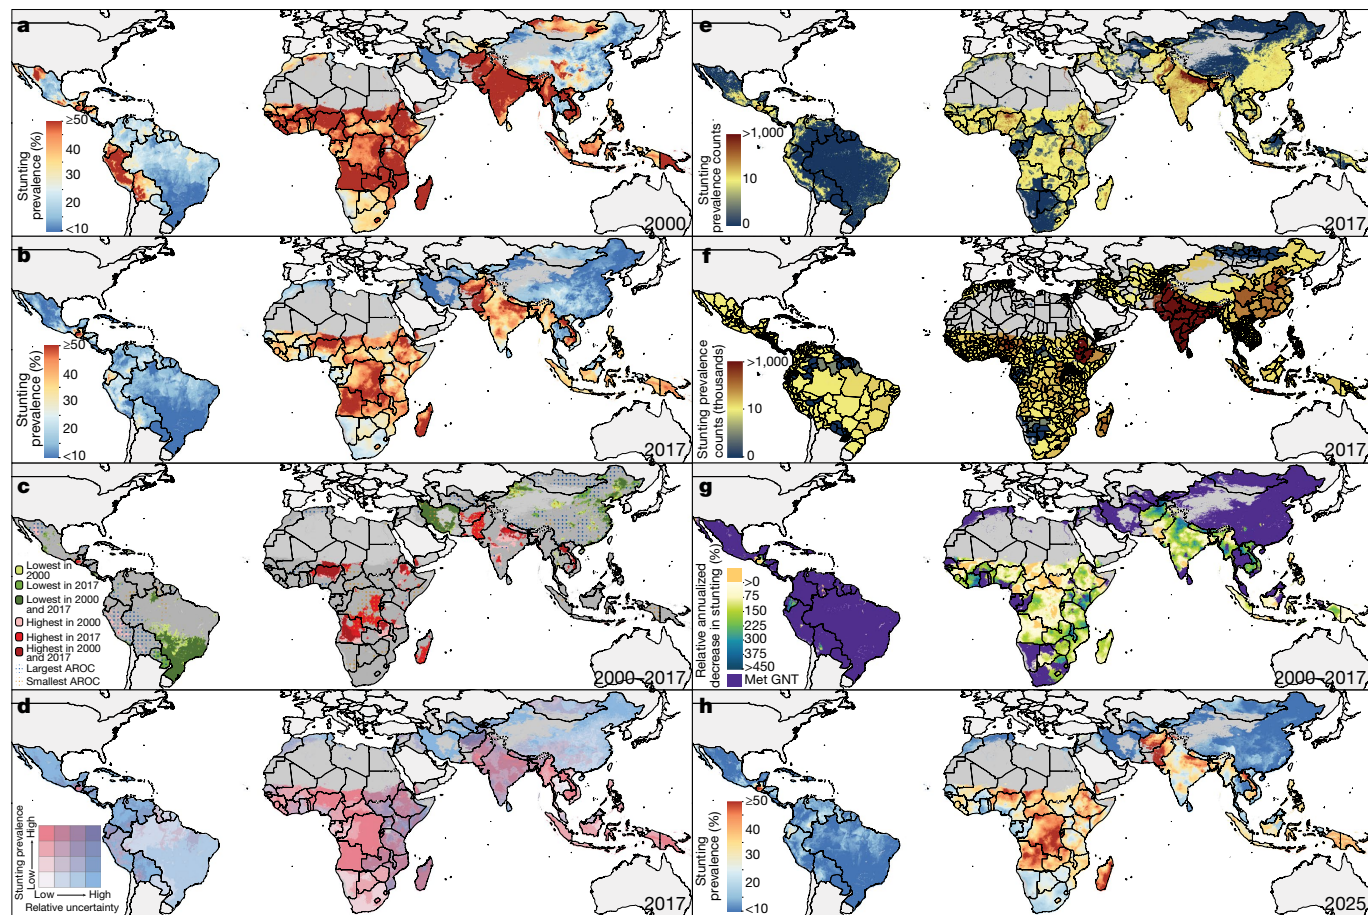 a
Stunting
prevalence (%)
≥50
40
30
20
<10
2000
b
Stunting
prevalence (%)
≥50
40
30
20
<10
2017
c
Lowest in
2000
Lowest in 2017
Lowest in 2000
and 2017
Highest in 2000
Highest in 2017
Highest in 2000
and 2017
Largest AROC
Smallest AROC
2000–2017
d
Stunting prevalence
Low
High
Low
High
Relative uncertainty
2017
e
Stunting
prevalence counts
>1,000
10
0
2017
f
Stunting prevalence
counts (thousands)
>1,000
10
0
2017
g
Relative annualized
decrease in stunting (%)
>0
75
150
225
300
375
>450
Met GNT
2000–2017
h
Stunting
prevalence (%)
≥50
40
30
20
<10
2025